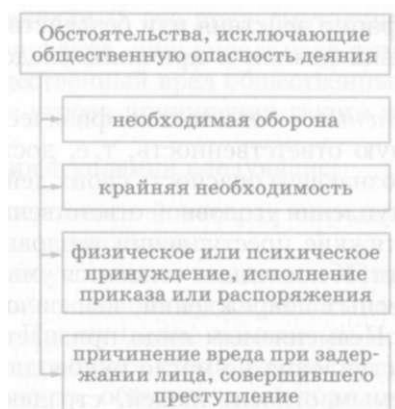 Обстоятельства, исключающие
общественную опасность деяния
необходимая оборона
крайняя необходимость
физическое или психическое
принуждение, исполнение
приказа или распоряжения
причинение вреда при задер-
жании лица, совершившего
преступление